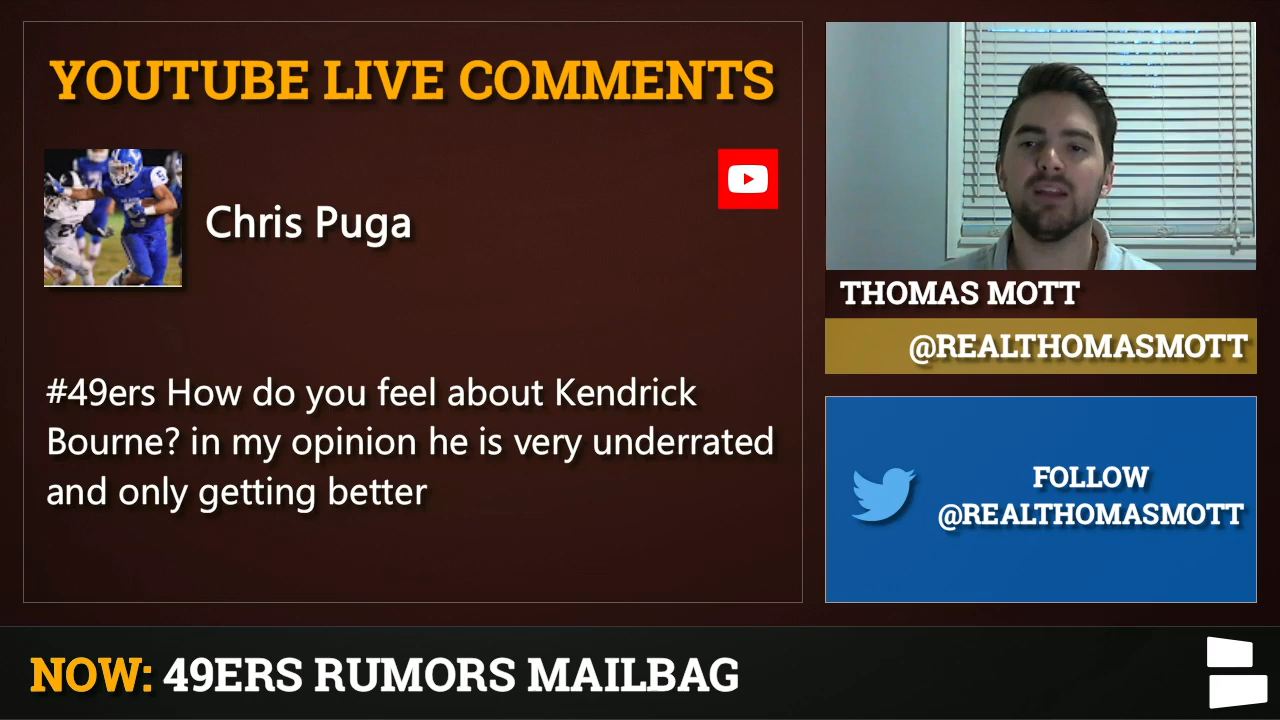 YOUTUBE LIVE COMMENTS
Chris Puga
#49ers How do you feel about Kendrick
Bourne? in my opinion he is very underrated
and only getting better
THOMAS MOTT
@REALTHOMASMOTT
FOLLOW
@REALTHOMASMOTT
NOW: 49ERS RUMORS MAILBAG